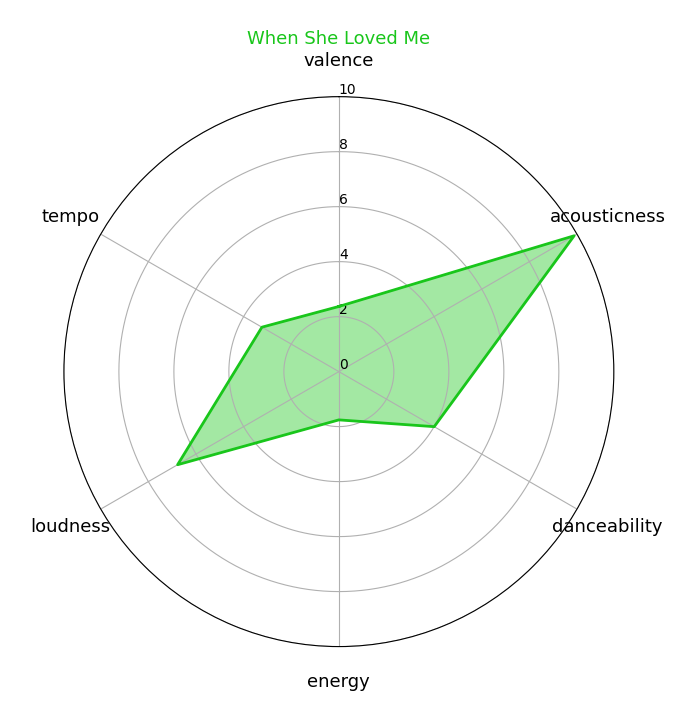 When She Loved Me
valence
10
8
tempo
6
acousticness
4
2
0
loudness
danceability
energy